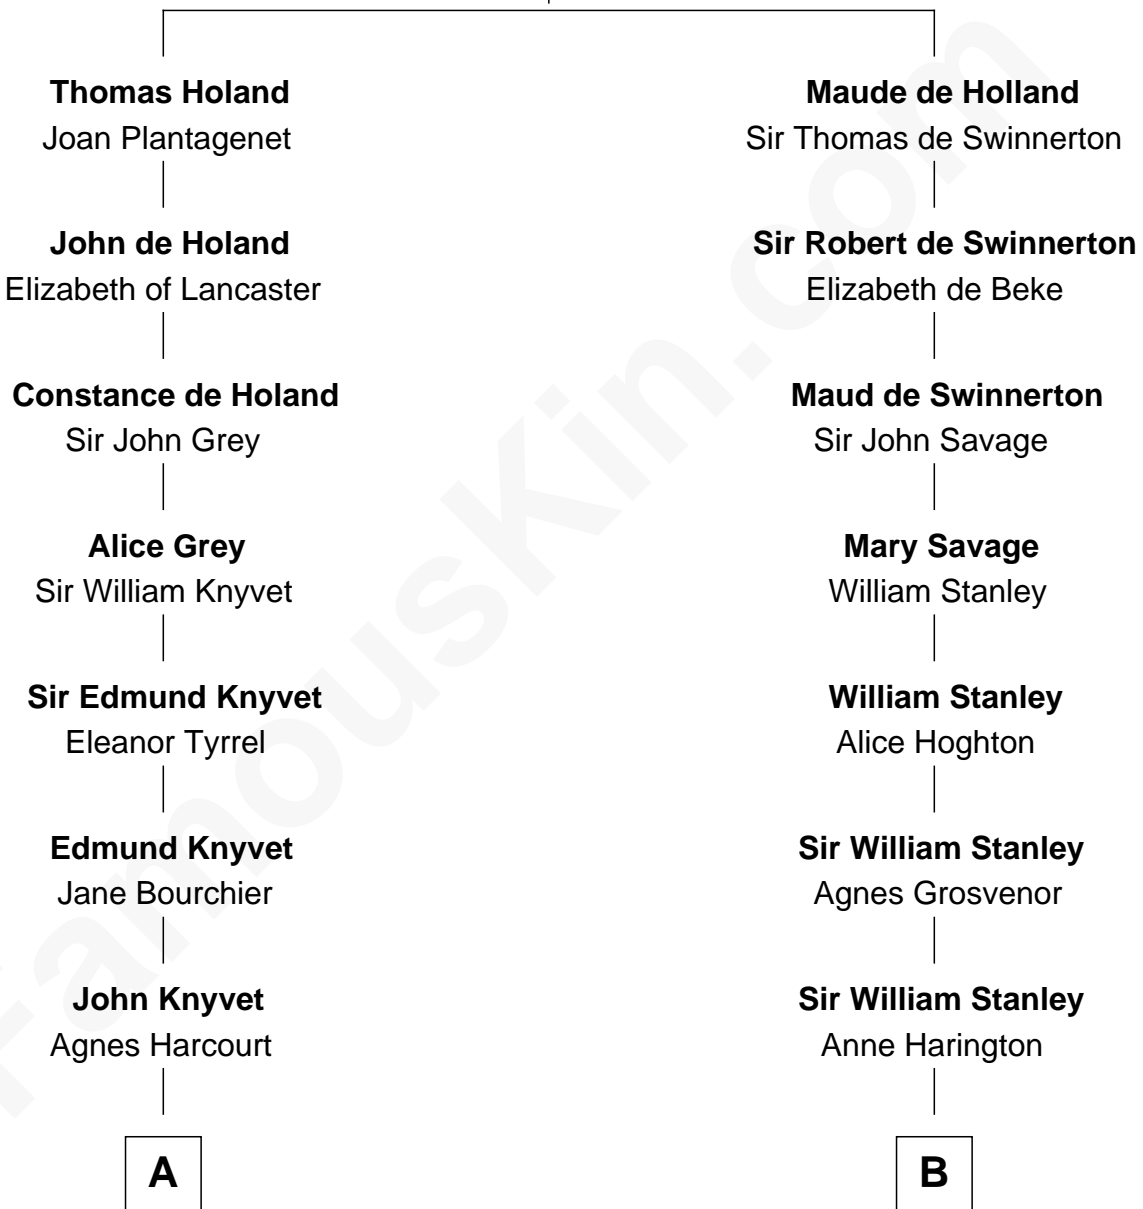 Thomas Holand
Joan Plantagenet
Maude de Holland
Sir Thomas de Swinnerton
John de Holand
Elizabeth of Lancaster
Sir Robert de Swinnerton
Elizabeth de Beke
Constance de Holand
Sir John Grey
Maud de Swinnerton
Sir John Savage
Alice Grey
Sir William Knyvet
Mary Savage
William Stanley
Sir Edmund Knyvet
Eleanor Tyrrel
William Stanley
Alice Hoghton
Edmund Knyvet
Jane Bourchier
Sir William Stanley
Agnes Grosvenor
John Knyvet
Agnes Harcourt
Sir William Stanley
Anne Harington
A
B
FamousKin.com